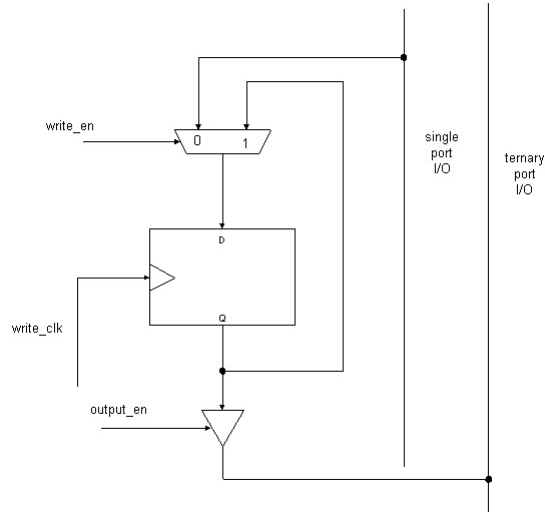 write_en
0 1
single
port
I/O
ternary
port
I/O
D
Q
write_clk
output_en